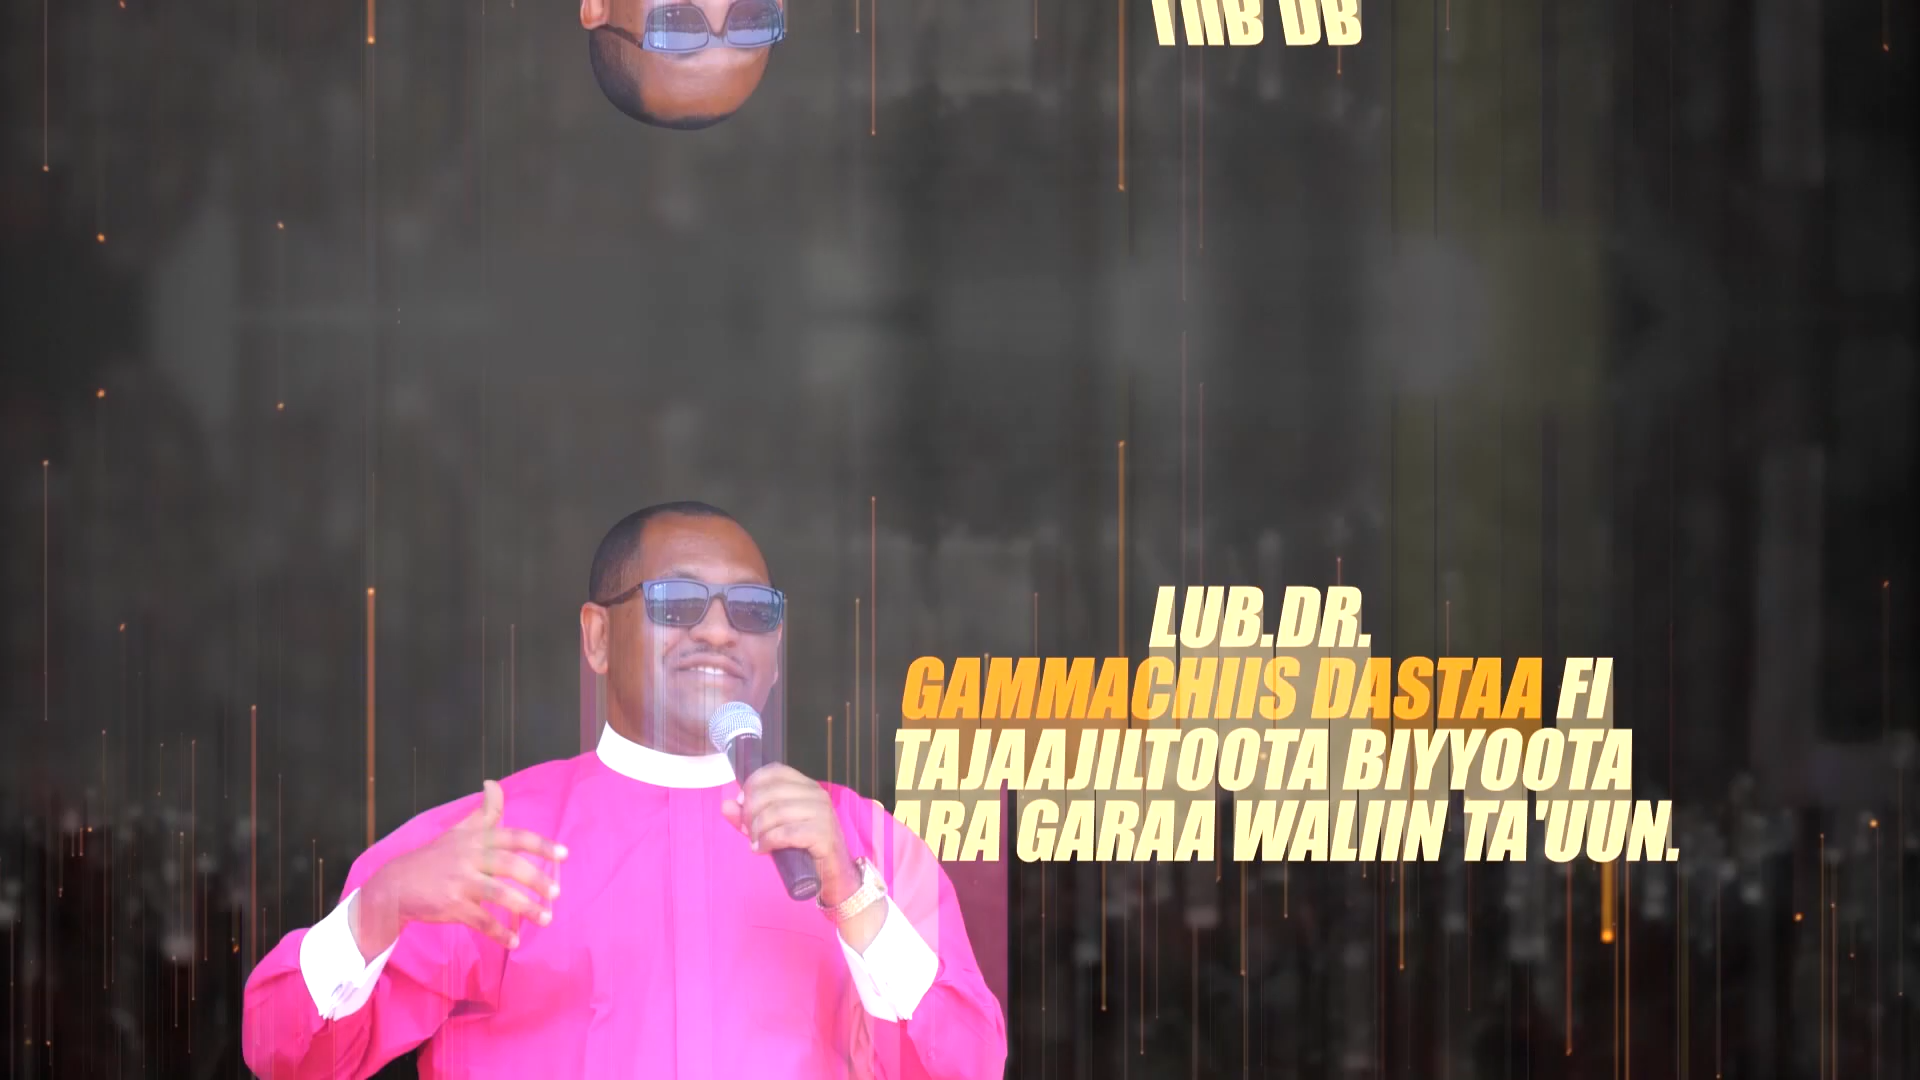 LUB.DR.
GAMMACHIIS DASTAA FI
TAJAAJILTOOTA BIYYOOTA
GARAA WALIIN TA'UUN.